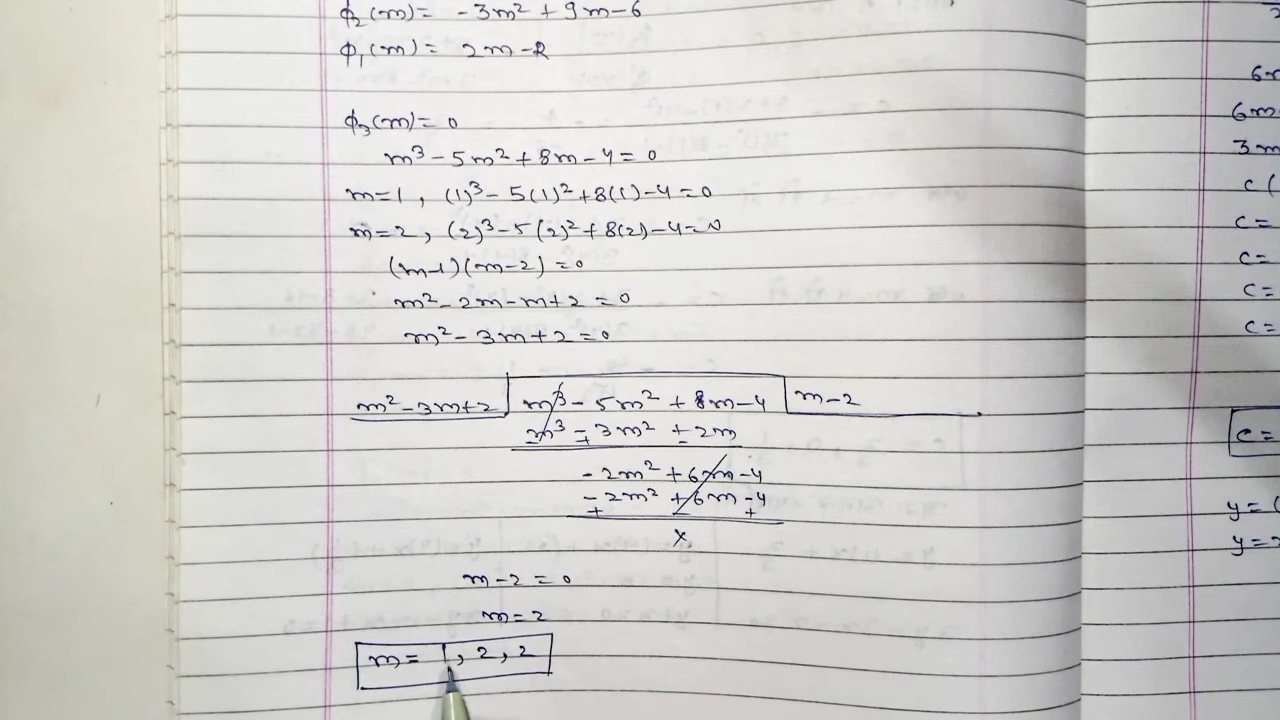 ϕ₂(m) = -3m² + 9m - 6
ϕ₁(m) = 2m - 2
ϕ₃(m) = 0
m³ - 5m² + 8m - 4 = 0
m=1, (1)³ - 5(1)² + 8(1) - 4 = 0
m=2, (2)³ - 5(2)² + 8(2) - 4 = 0
(m-1)(m-2) = 0
m² - 2m - m + 2 = 0
m² - 3m + 2 = 0
m² - 3m + 2 m³ - 5m² + 8m - 4 m - 2
m³ - 3m² + 2m
- + -
- 2m² + 6m - 4
- 2m² + 6m - 4
+ - +
x
m - 2 = 0
m = 2
m = 1, 2, 2
6m
3m
c (
c =
c =
c =
c =
c =
y = (
y =